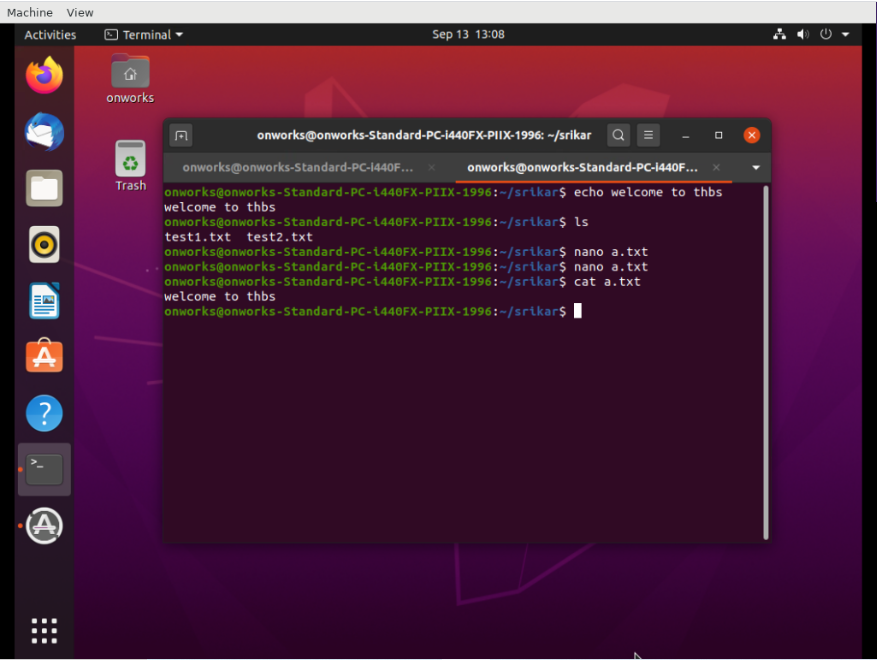 Machine View
Activities Terminal Sep 13 13:08
onworks
Trash
onworks@onworks-Standard-PC-i440FX-PIIX-1996: ~/srikar
onworks@onworks-Standard-PC-i440F... × onworks@onworks-Standard-PC-i440F... ×
onworks@onworks-Standard-PC-i440FX-PIIX-1996:~/srikar$ echo welcome to thbs
welcome to thbs
onworks@onworks-Standard-PC-i440FX-PIIX-1996:~/srikar$ ls
test1.txt  test2.txt
onworks@onworks-Standard-PC-i440FX-PIIX-1996:~/srikar$ nano a.txt
onworks@onworks-Standard-PC-i440FX-PIIX-1996:~/srikar$ nano a.txt
onworks@onworks-Standard-PC-i440FX-PIIX-1996:~/srikar$ cat a.txt
welcome to thbs
onworks@onworks-Standard-PC-i440FX-PIIX-1996:~/srikar$